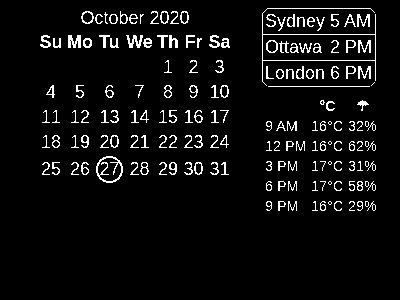 October 2020
Su Mo Tu We Th Fr Sa
1 2 3
4 5 6 7 8 9 10
11 12 13 14 15 16 17
18 19 20 21 22 23 24
25 26 27 28 29 30 31
Sydney 5 AM
Ottawa 2 PM
London 6 PM
°C ☂
9 AM 16°C 32%
12 PM 16°C 62%
3 PM 17°C 31%
6 PM 17°C 58%
9 PM 16°C 29%